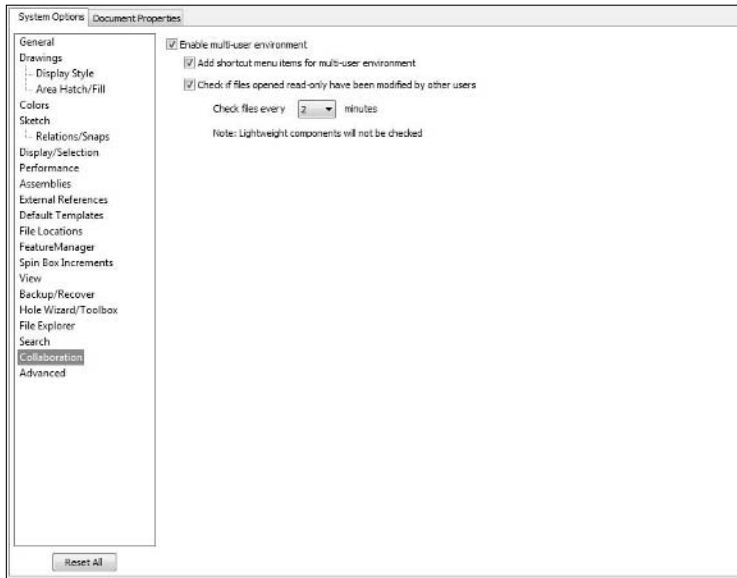 System Options
Document Properties
General
Drawings
Display Style
Area Hatch/Fill
Colors
Sketch
Relations/Snaps
Display/Selection
Performance
Assemblies
External References
Default Templates
File Locations
FeatureManager
Spin Box Increments
View
Backup/Recover
Hole Wizard/Toolbox
File Explorer
Search
Collaboration
Advanced
Reset All
Enable multi-user environment
Add shortcut menu items for multi-user environment
Check if files opened read-only have been modified by other users
Check files every 2 minutes
Note: Lightweight components will not be checked